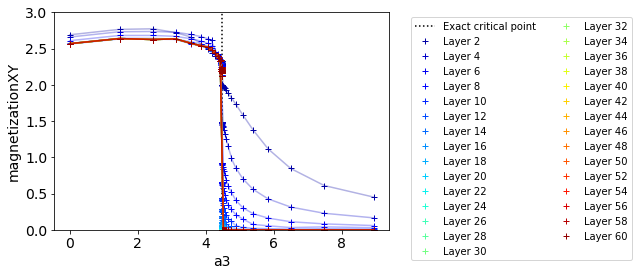 3.0
2.5
2.0
1.5
1.0
0.5
0.0
magnetizationXY
0
2
4
6
8
a3
Exact critical point
Layer 2
Layer 4
Layer 6
Layer 8
Layer 10
Layer 12
Layer 14
Layer 16
Layer 18
Layer 20
Layer 22
Layer 24
Layer 26
Layer 28
Layer 30
Layer 32
Layer 34
Layer 36
Layer 38
Layer 40
Layer 42
Layer 44
Layer 46
Layer 48
Layer 50
Layer 52
Layer 54
Layer 56
Layer 58
Layer 60